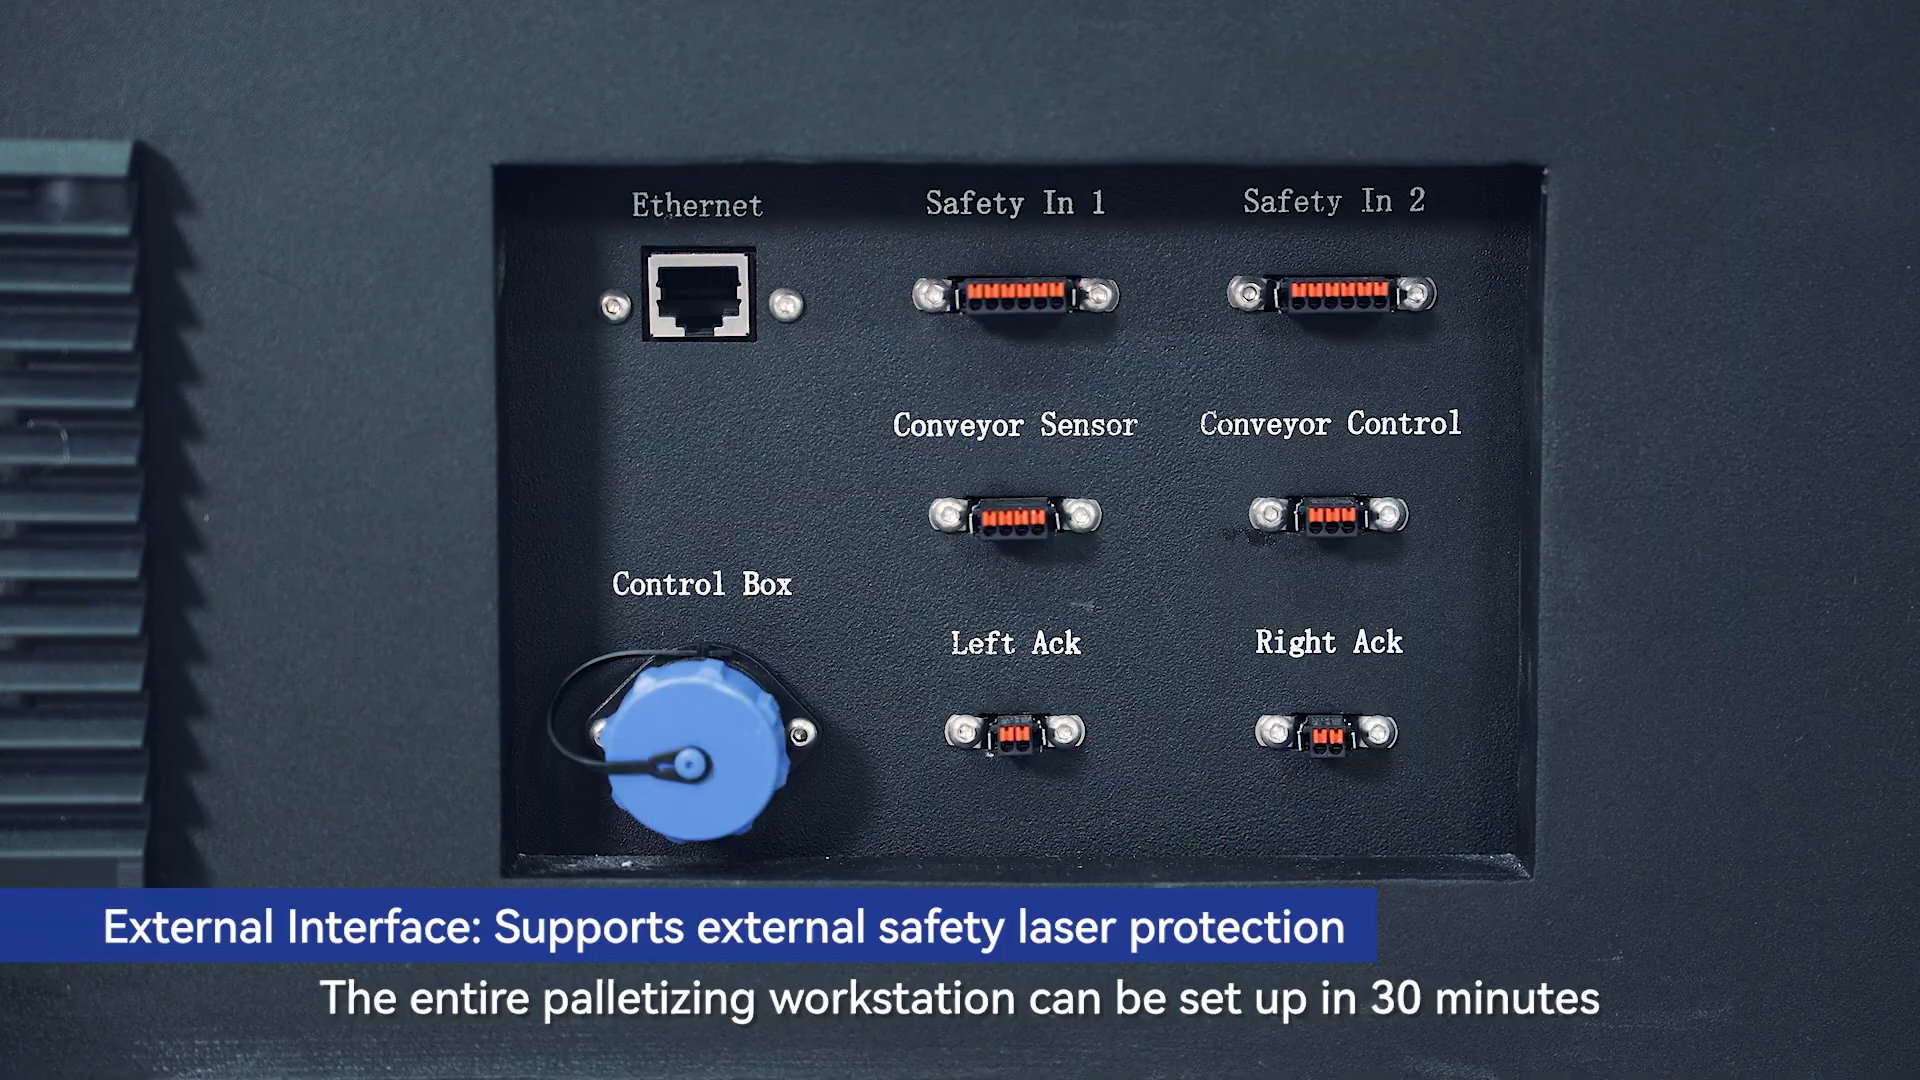 Ethernet
Safety In 1
Safety In 2
Conveyor Sensor
Conveyor Control
Control Box
Left Ack
Right Ack
External Interface: Supports external safety laser protection
The entire palletizing workstation can be set up in 30 minutes